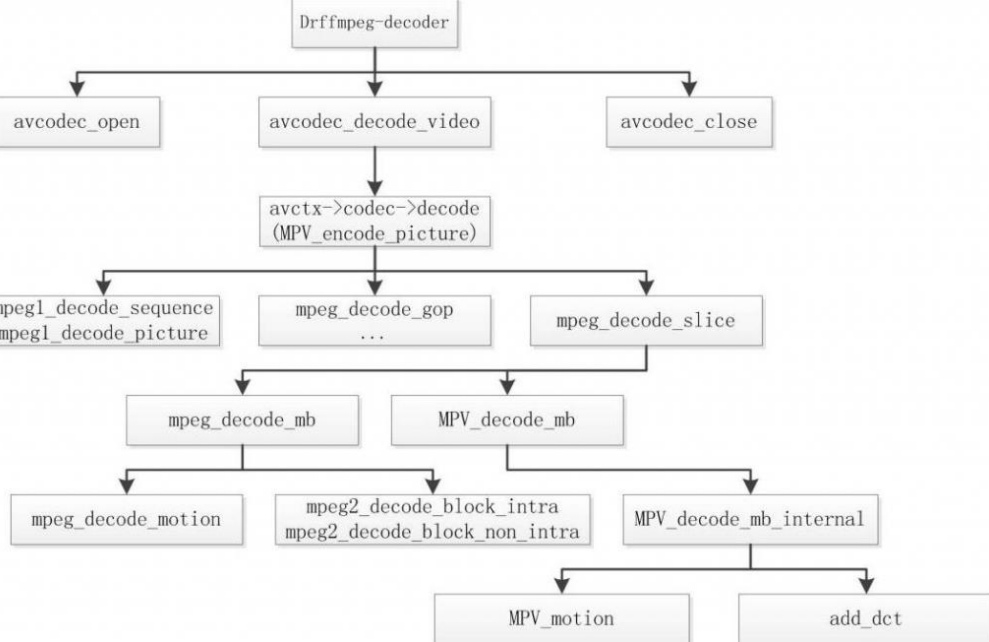 Drffmpeg-decoder
avcodec_open
avcodec_decode_video
avcodec_close
avctx->codec->decode
(MPV_encode_picture)
mpeg1_decode_sequence
mpeg1_decode_picture
mpeg_decode_gop
...
mpeg_decode_slice
mpeg_decode_mb
MPV_decode_mb
mpeg_decode_motion
mpeg2_decode_block_intra
mpeg2_decode_block_non_intra
MPV_decode_mb_internal
MPV_motion
add_dct